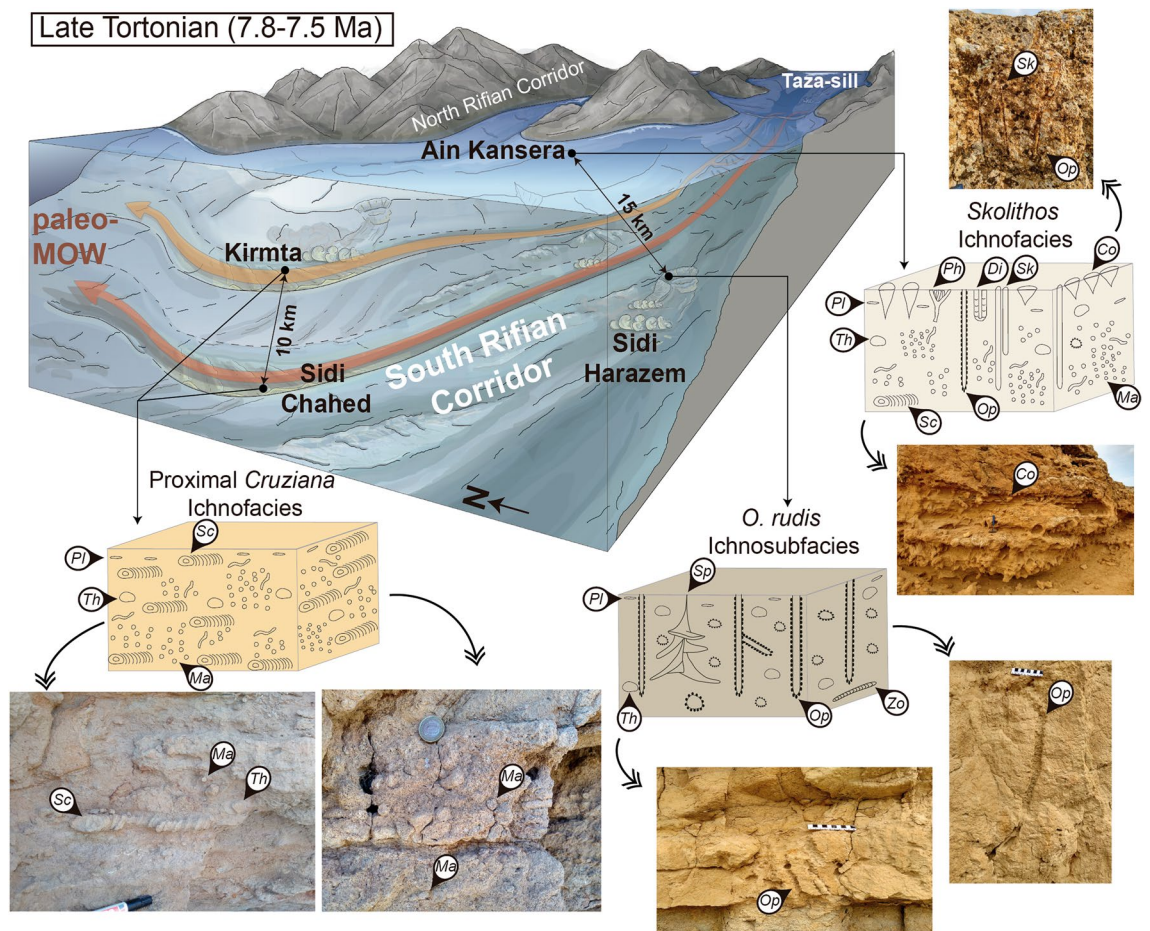 Late Tortonian (7.8-7.5 Ma)
North Rifian Corridor
Taza-sill
Ain Kansera
15 km
paleo-
MOW
Kirmta
10 km
Sidi
Chahed
South Rifian
Corridor
Sidi
Harazem
N
Sk
Op
Skolithos
Ichnofacies
Co
Ph
Di
Sk
Pl
Th
Sc
Op
Ma
Co
Proximal Cruziana
Ichnofacies
Sc
Pl
Th
Ma
Ma
Th
Sc
Ma
Ma
O. rudis
Ichnosubfacies
Sp
Pl
Th
Op
Zo
Op
Op